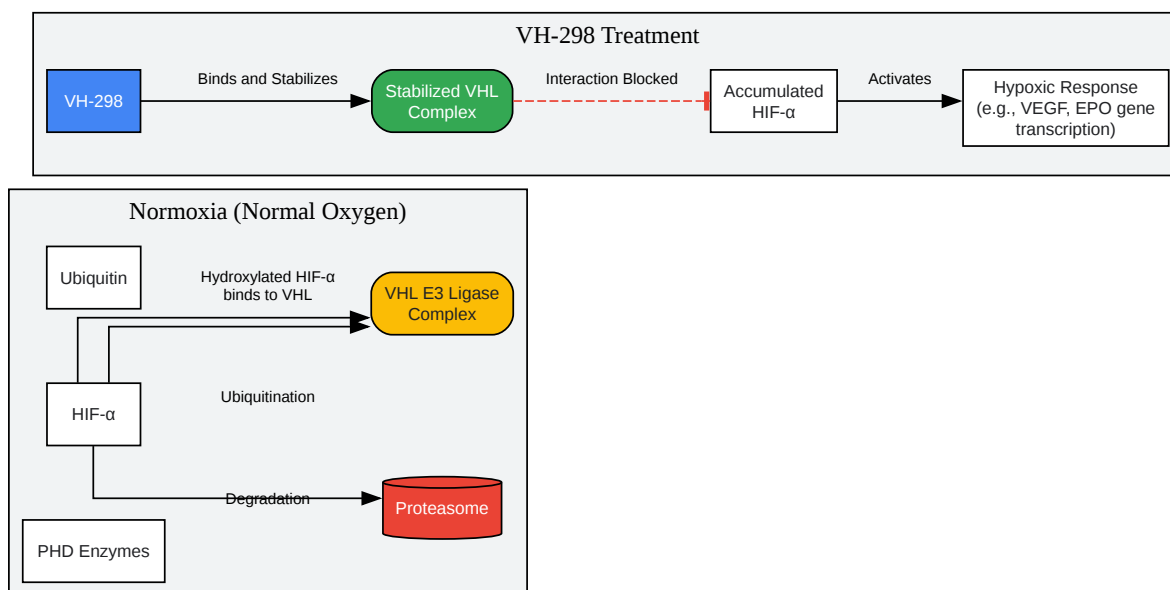 VH-298 Treatment
VH-298
Binds and Stabilizes
Stabilized VHL
Complex
Interaction Blocked
Accumulated
HIF-α
Activates
Hypoxic Response
(e.g., VEGF, EPO gene
transcription)
Normoxia (Normal Oxygen)
Ubiquitin
Hydroxylated HIF-α
binds to VHL
VHL E3 Ligase
Complex
HIF-α
Ubiquitination
Degradation
Proteasome
PHD Enzymes